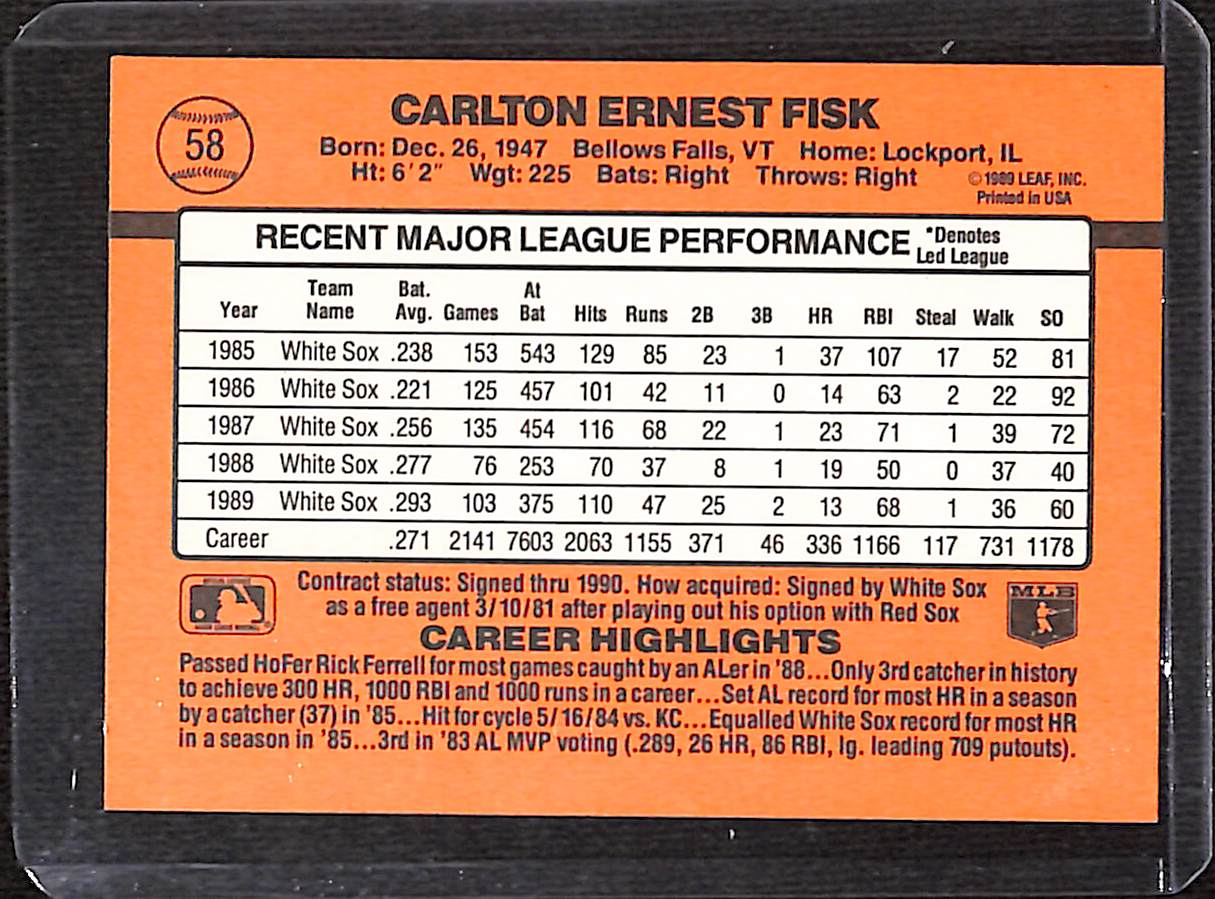 58
CARLTON ERNEST FISK
Born: Dec. 26, 1947 Bellows Falls, VT Home: Lockport, IL
Ht: 6'2" Wgt: 225 Bats: Right Throws: Right
©1989 LEAF, INC.
Printed in USA
RECENT MAJOR LEAGUE PERFORMANCE *Denotes
Led League
Year Team Name Bat. Avg. Games At Bat Hits Runs 2B 3B HR RBI Steal Walk SO
1985 White Sox .238 153 543 129 85 23 1 37 107 17 52 81
1986 White Sox .221 125 457 101 42 11 0 14 63 2 22 92
1987 White Sox .256 135 454 116 68 22 1 23 71 1 39 72
1988 White Sox .277 76 253 70 37 8 1 19 50 0 37 40
1989 White Sox .293 103 375 110 47 25 2 13 68 1 36 60
Career .271 2141 7603 2063 1155 371 46 336 1166 117 731 1178
Contract status: Signed thru 1990. How acquired: Signed by White Sox
as a free agent 3/10/81 after playing out his option with Red Sox
MLB
CAREER HIGHLIGHTS
Passed HoFer Rick Ferrell for most games caught by an ALer in '88...Only 3rd catcher in history
to achieve 300 HR, 1000 RBI and 1000 runs in a career...Set AL record for most HR in a season
by a catcher (37) in '85...Hit for cycle 5/16/84 vs. KC...Equalled White Sox record for most HR
in a season in '85...3rd in '83 AL MVP voting (.289, 26 HR, 86 RBI, lg. leading 709 putouts).